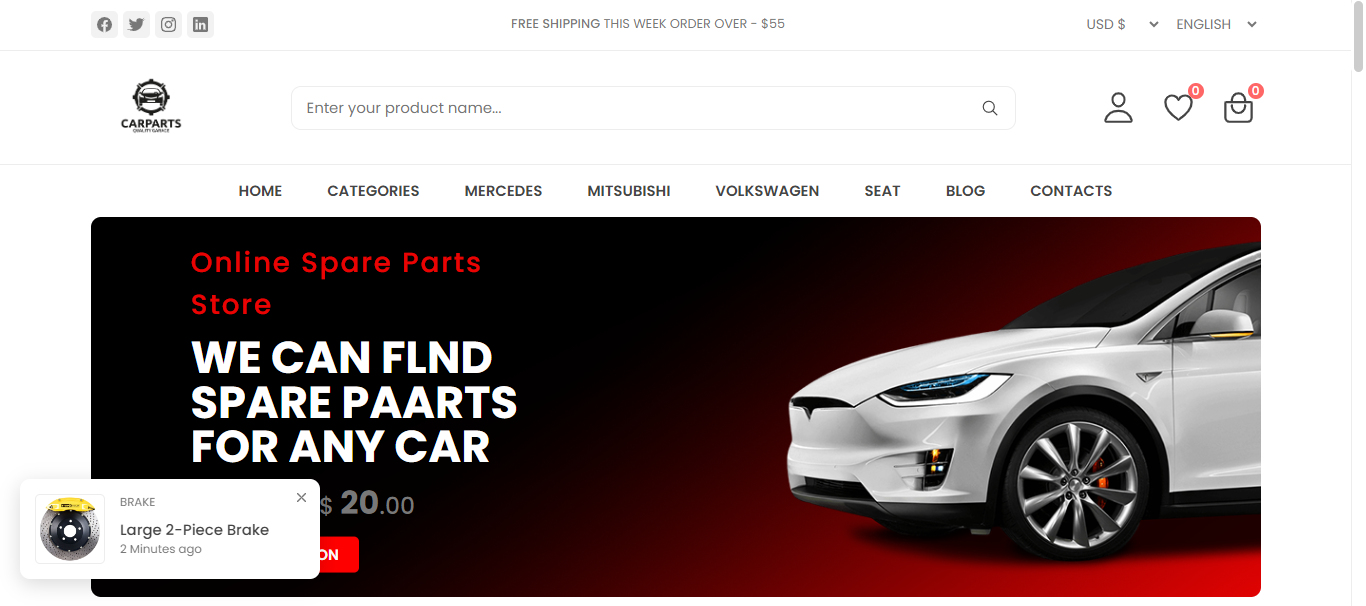 FREE SHIPPING THIS WEEK ORDER OVER - $55
USD $
ENGLISH
CARPARTS
QUALITY GARAGE
Enter your product name...
0
0
HOME
CATEGORIES
MERCEDES
MITSUBISHI
VOLKSWAGEN
SEAT
BLOG
CONTACTS
Online Spare Parts
Store
WE CAN FLND
SPARE PAARTS
FOR ANY CAR
$ 20.00
ON
BRAKE
Large 2-Piece Brake
2 Minutes ago